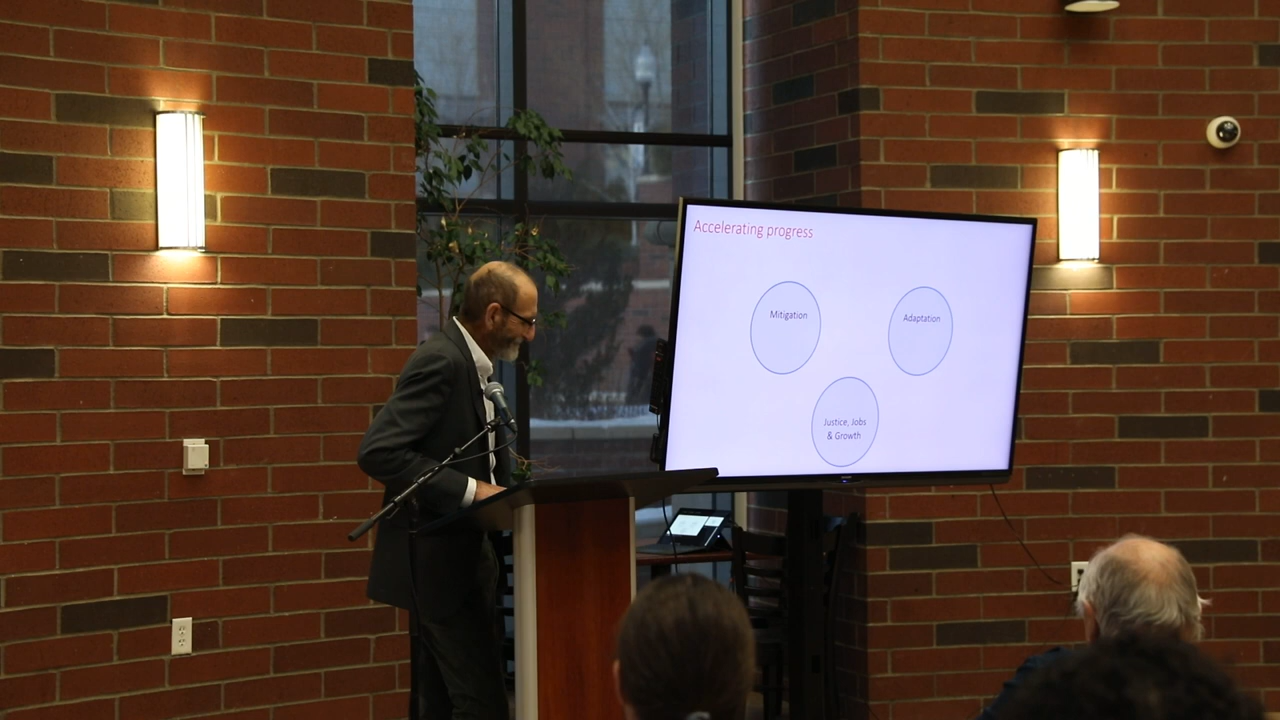 Accelerating progress
Mitigation
Adaptation
Justice, Jobs
& Growth